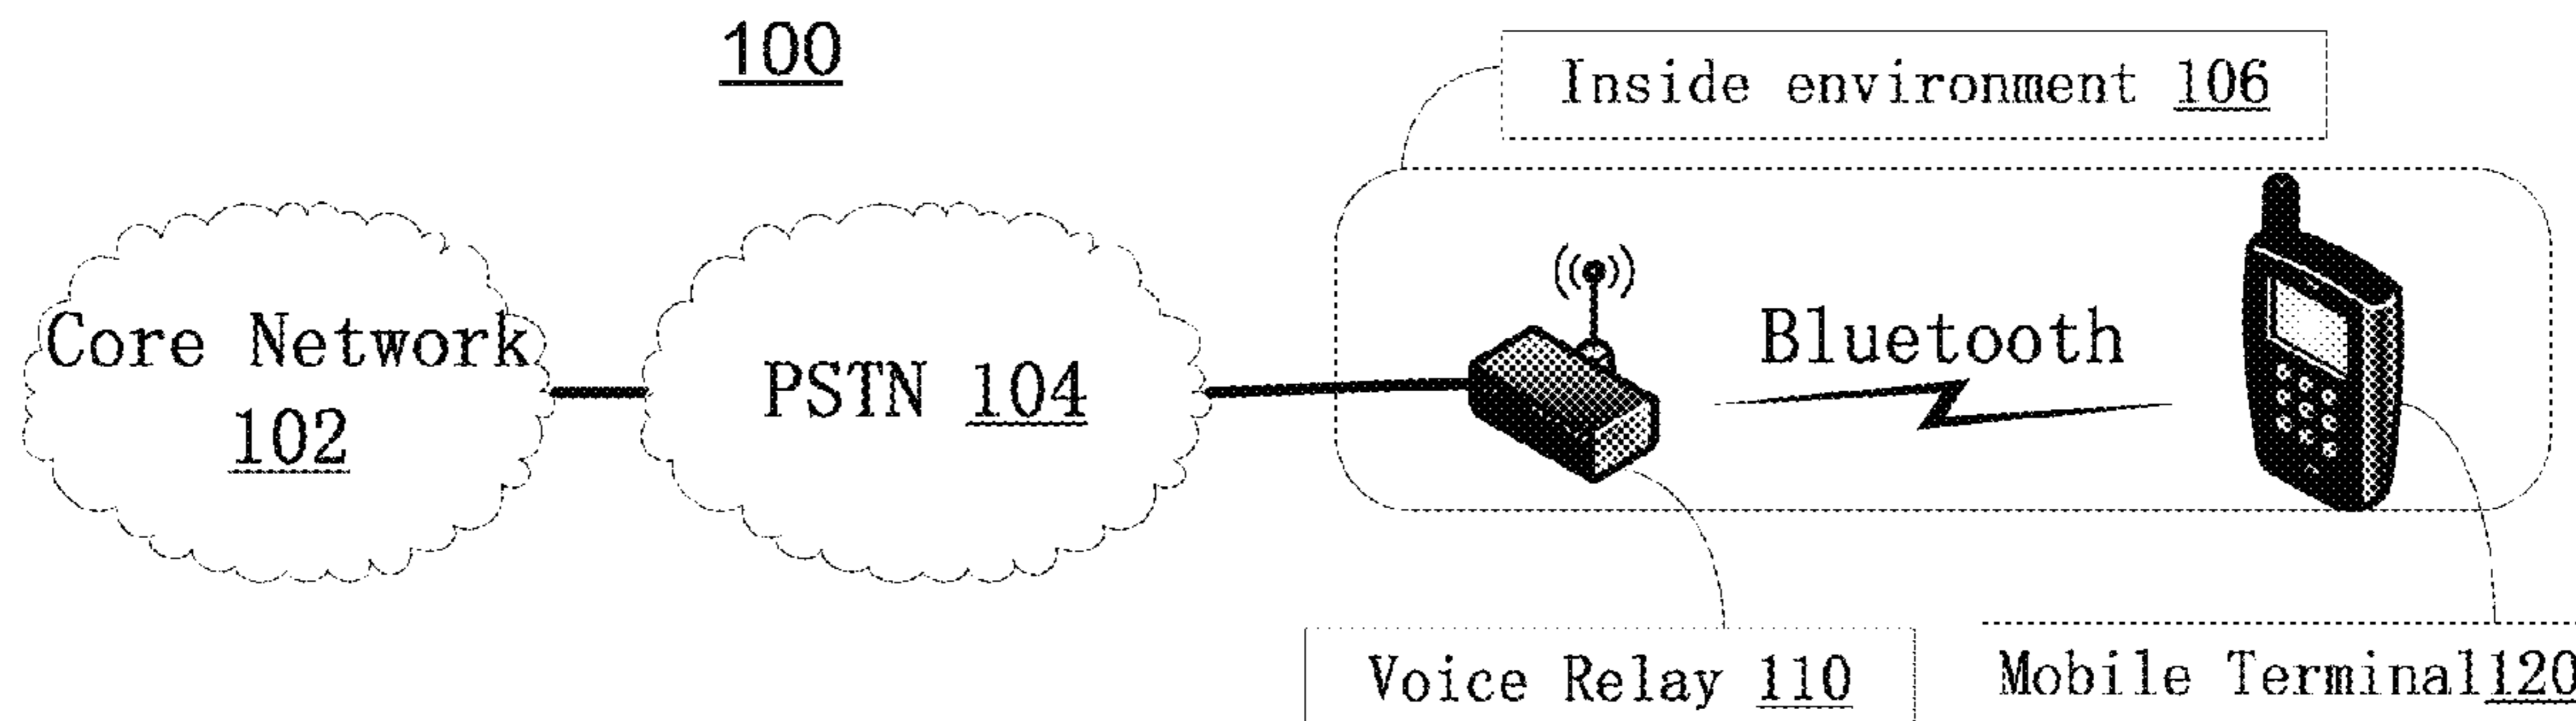 100
Inside environment 106
Core Network
102
PSTN 104
Bluetooth
Voice Relay 110
Mobile Terminal120